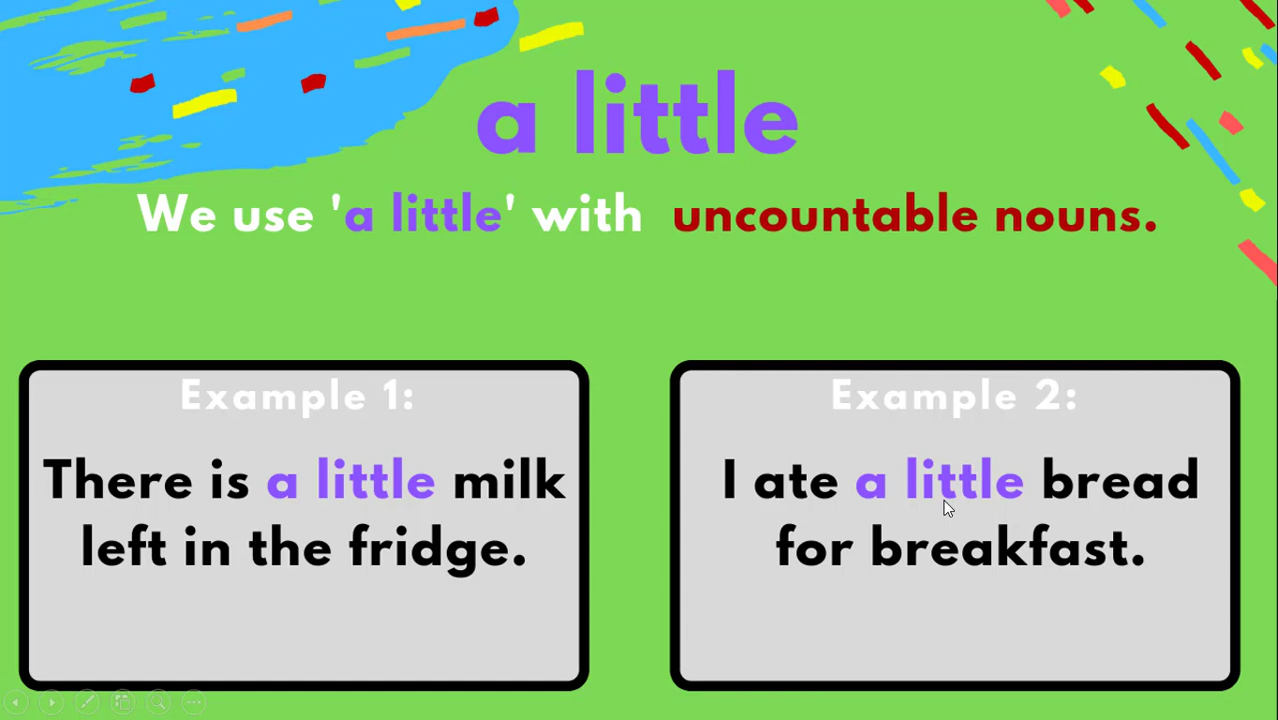 a little
We use 'a little' with uncountable nouns.
Example 1:
There is a little milk
left in the fridge.
Example 2:
I ate a little bread
for breakfast.